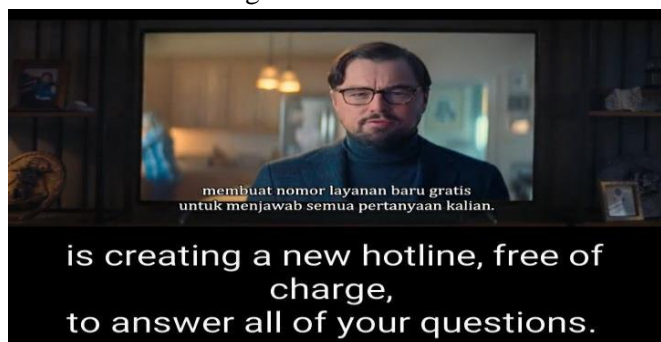 membuat nomor layanan baru gratis
untuk menjawab semua pertanyaan kalian.
is creating a new hotline, free of
charge,
to answer all of your questions.